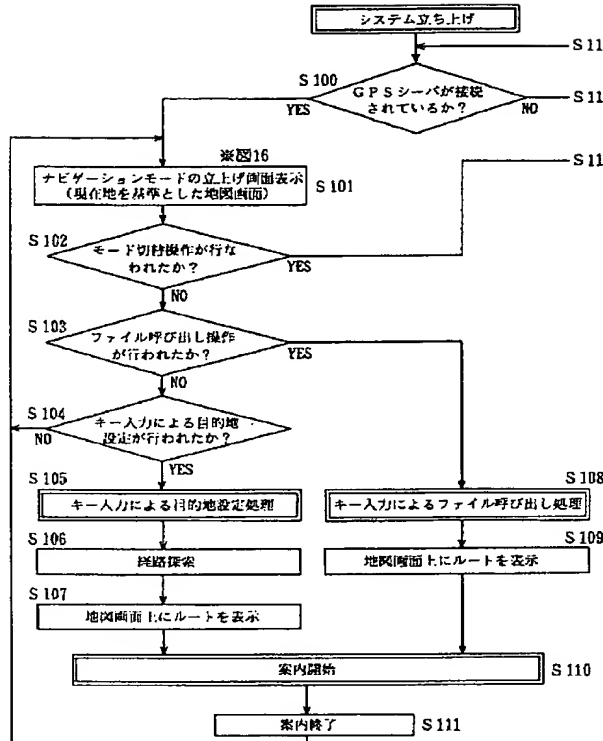 システム立ち上げ
S 11
S 100
GPSシーバが接続
されているか?
YES
NO
S 11
※図16
S 11
ナビゲーションモードの立上げ画面表示
(現在地を基準とした地図画面)
S 101
S 102
モード切替操作が行な
われたか?
YES
NO
S 103
ファイル呼び出し操作
が行われたか?
YES
NO
S 104
キー入力による目的地
設定が行われたか?
NO
YES
S 105
キー入力による目的地設定処理
S 108
キー入力によるファイル呼び出し処理
S 106
経路探索
S 109
地図画面上にルートを表示
S 107
地図画面上にルートを表示
案内開始
S 110
案内終了
S 111